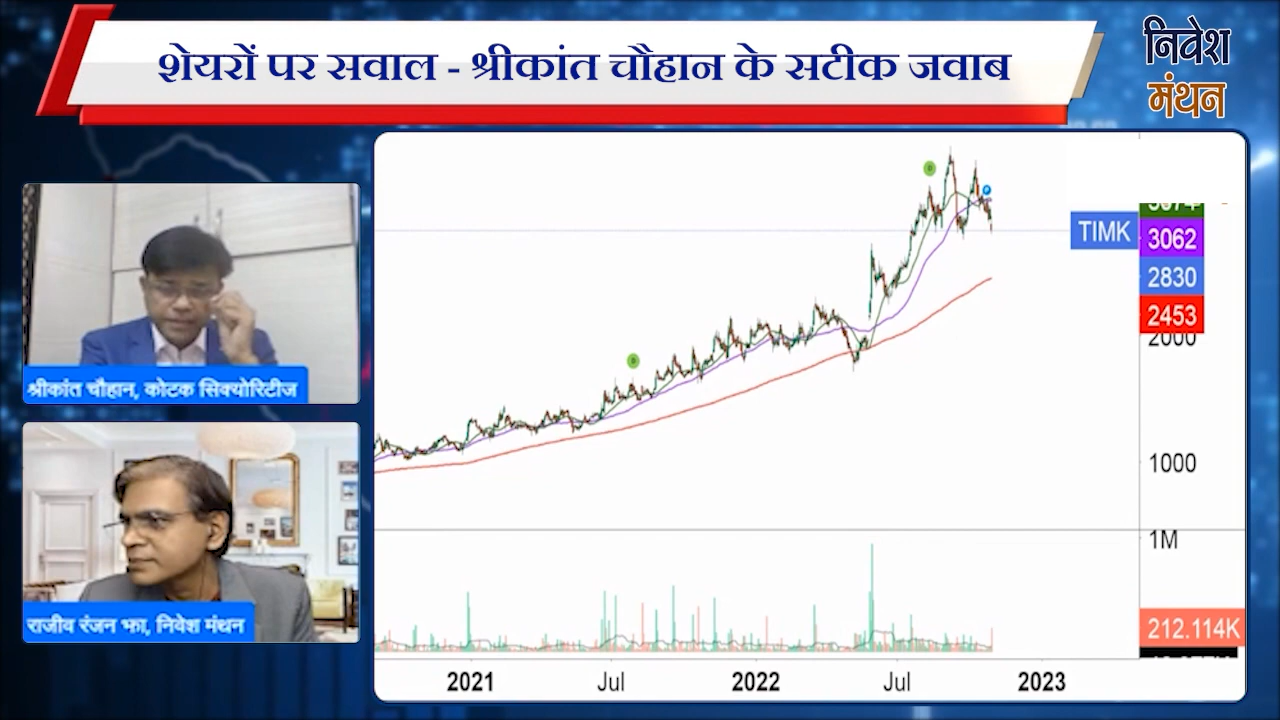 शेयरों पर सवाल - श्रीकांत चौहान के सटीक जवाब
निवेश
मंथन
श्रीकांत चौहान, कोटक सिक्योरिटीज
राजीव रंजन झा, निवेश मंथन
TIMK
3062
2830
2453
2000
1000
1M
212.114K
2021 Jul 2022 Jul 2023